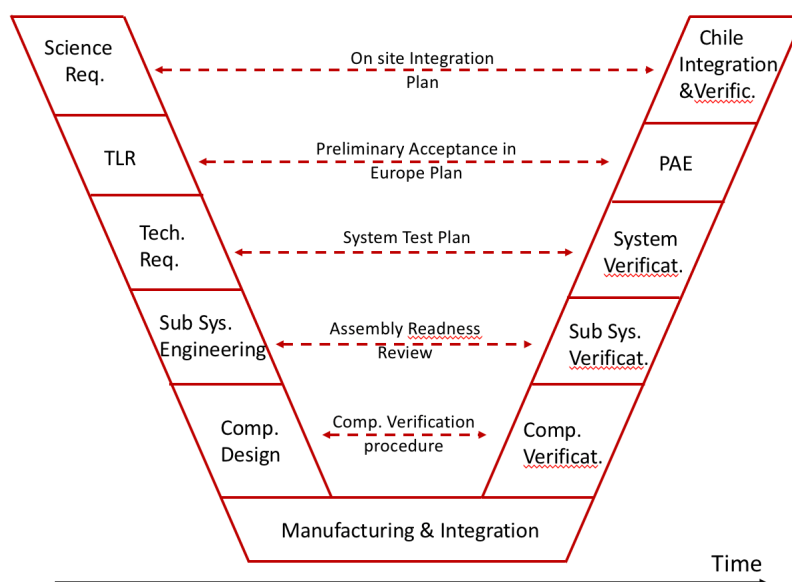 Science
Req.
On site Integration
Plan
Chile
Integration
&Verific.
TLR
Preliminary Acceptance in
Europe Plan
PAE
Tech.
Req.
System Test Plan
System
Verificat.
Sub Sys.
Engineering
Assembly Readness
Review
Sub Sys.
Verificat.
Comp.
Design
Comp. Verification
procedure
Comp.
Verificat.
Manufacturing & Integration
Time